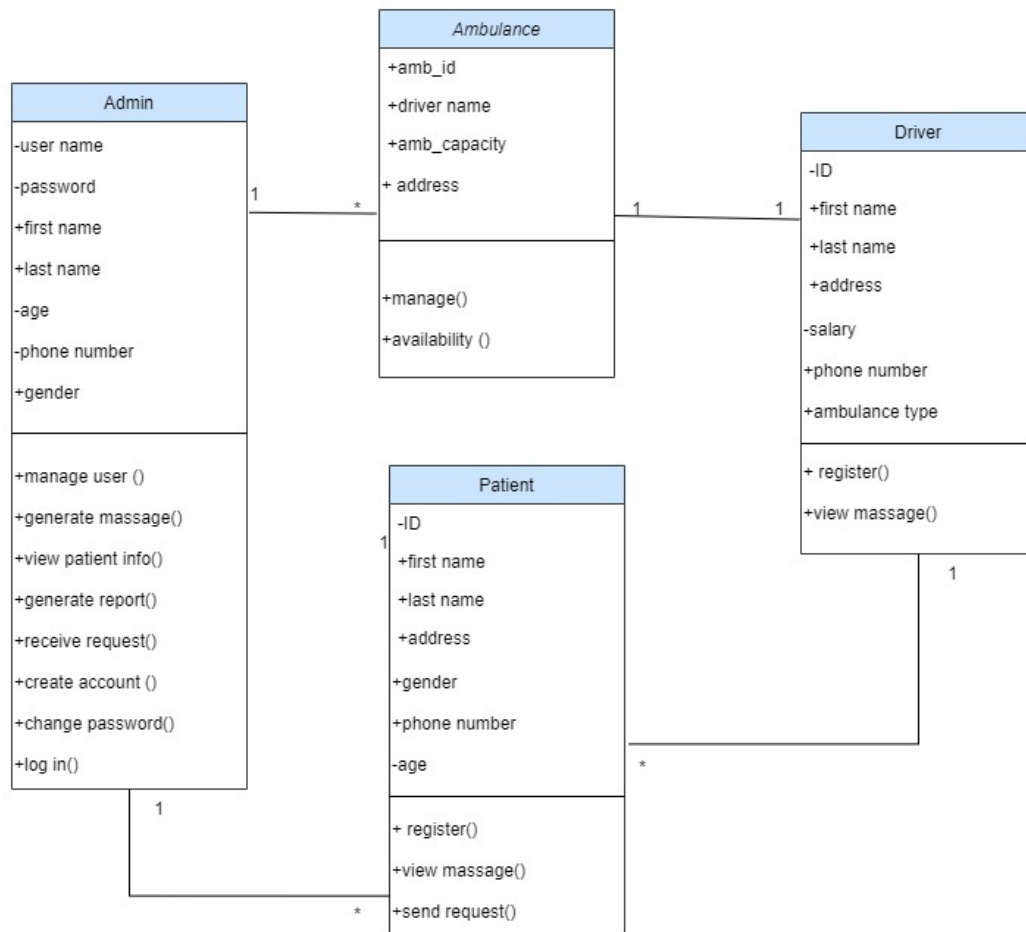 Admin
-user name
-password
+first name
+last name
-age
-phone number
+gender
+manage user ()
+generate massage()
+view patient info()
+generate report()
+receive request()
+create account ()
+change password()
+log in()
1
*
Ambulance
+amb_id
+driver name
+amb_capacity
+ address
+manage()
+availability ()
1
1
Driver
-ID
+first name
+last name
+address
-salary
+phone number
+ambulance type
+ register()
+view massage()
1
*
1
Patient
-ID
+first name
+last name
+address
+gender
+phone number
-age
+ register()
+view massage()
+send request()
1
*